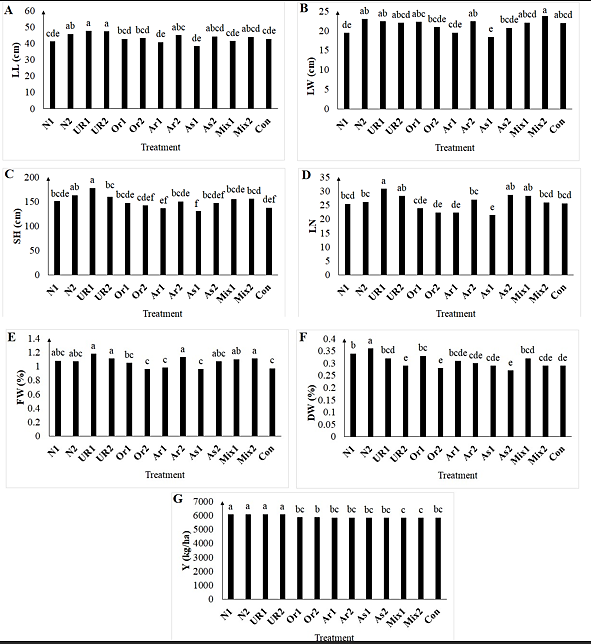 A
60
50
40
30
20
10
0
LL (cm)
cde ab a a bcd bcd de abc de abc cde abcd bcd
N1 N2 UR1 UR2 Or1 Or2 Ar1 Ar2 As1 As2 Mix1 Mix2 Con
Treatment
B
25
20
15
10
5
0
LW (cm)
de ab ab abcd abc bcde cde ab e bcde abcd a abcd
N1 N2 UR1 UR2 Or1 Or2 Ar1 Ar2 As1 As2 Mix1 Mix2 Con
Treatment
C
200
150
100
50
0
SH (cm)
bcde ab a bc bcde cdef ef bcd f bcde bcd bcd def
N1 N2 UR1 UR2 Or1 Or2 Ar1 Ar2 As1 As2 Mix1 Mix2 Con
D
35
30
25
20
15
10
5
0
LN
bcd bc a ab cde de de bc e ab ab bcd bcd
N1 N2 UR1 UR2 Or1 Or2 Ar1 Ar2 As1 As2 Mix1 Mix2 Con
E
1.4
1.2
1
0.8
0.6
0.4
0.2
0
FW (%)
abc abc a a bc c c a c abc ab a c
N1 N2 UR1 UR2 Or1 Or2 Ar1 Ar2 As1 As2 Mix1 Mix2 Con
Treatment
F
0.4
0.35
0.3
0.25
0.2
0.15
0.1
0.05
0
DW (%)
b a bcd e bc e bcde cde cde e bcd cde de
N1 N2 UR1 UR2 Or1 Or2 Ar1 Ar2 As1 As2 Mix1 Mix2 Con
Treatment
G
7000
6000
5000
4000
3000
2000
1000
0
Y (kg/ha)
a a a a bc b bc bc bc bc c c bc
N1 N2 UR1 UR2 Or1 Or2 Ar1 Ar2 As1 As2 Mix1 Mix2 Con
Treatment